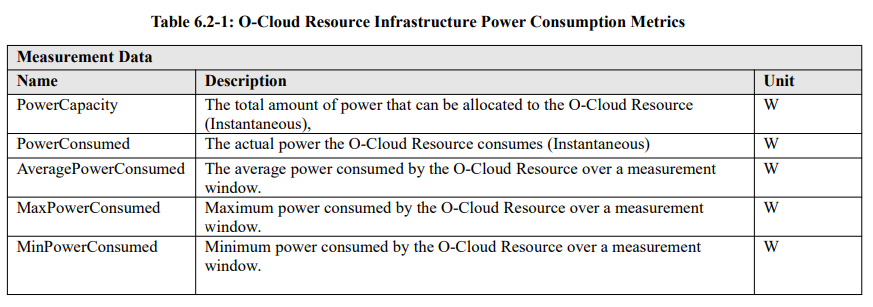 Table 6.2-1: O-Cloud Resource Infrastructure Power Consumption Metrics
Measurement Data
Name Description Unit
PowerCapacity The total amount of power that can be allocated to the O-Cloud Resource W
(Instantaneous),
PowerConsumed The actual power the O-Cloud Resource consumes (Instantaneous) W
AveragePowerConsumed The average power consumed by the O-Cloud Resource over a measurement W
window.
MaxPowerConsumed Maximum power consumed by the O-Cloud Resource over a measurement W
window.
MinPowerConsumed Minimum power consumed by the O-Cloud Resource over a measurement W
window.